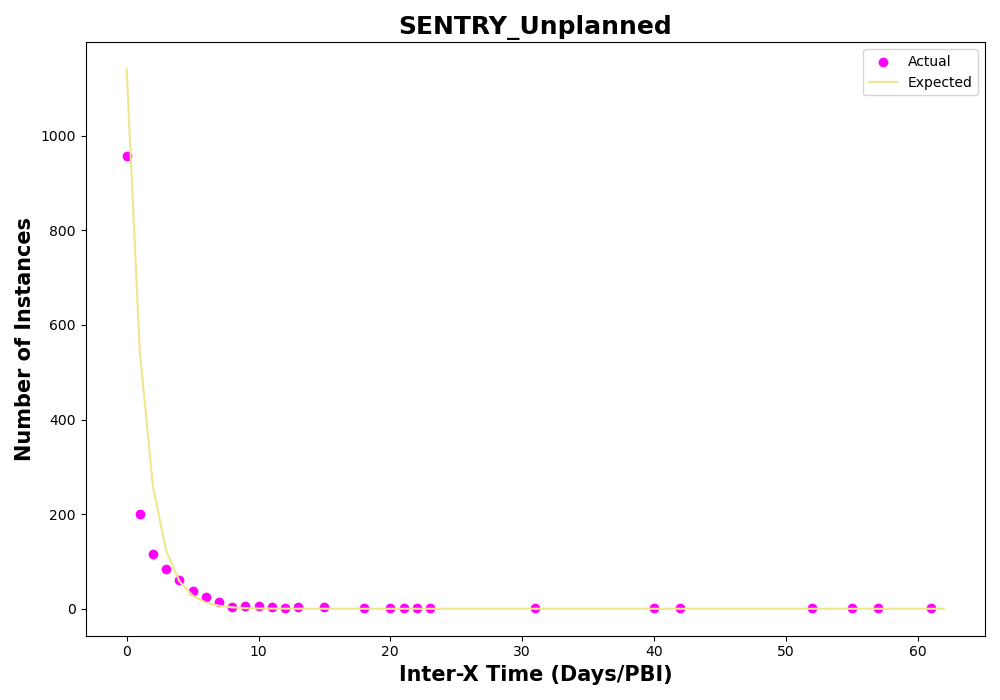 SENTRY_Unplanned
Actual
Expected
Number of Instances
1000
800
600
400
200
0
0 10 20 30 40 50 60
Inter-X Time (Days/PBI)